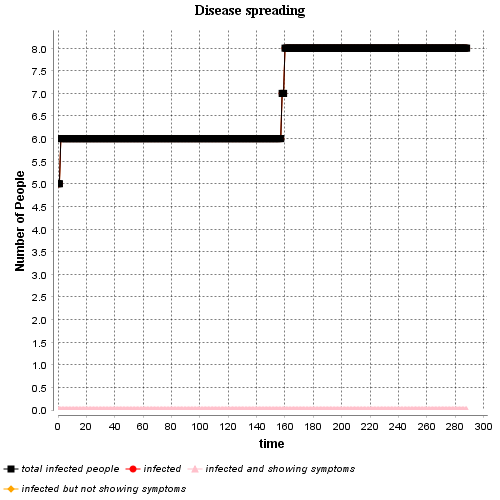 Disease spreading
8.0
7.5
7.0
6.5
6.0
5.5
5.0
4.5
4.0
3.5
3.0
2.5
2.0
1.5
1.0
0.5
0.0
Number of People
0 20 40 60 80 100 120 140 160 180 200 220 240 260 280 300
time
total infected people infected infected and showing symptoms
infected but not showing symptoms